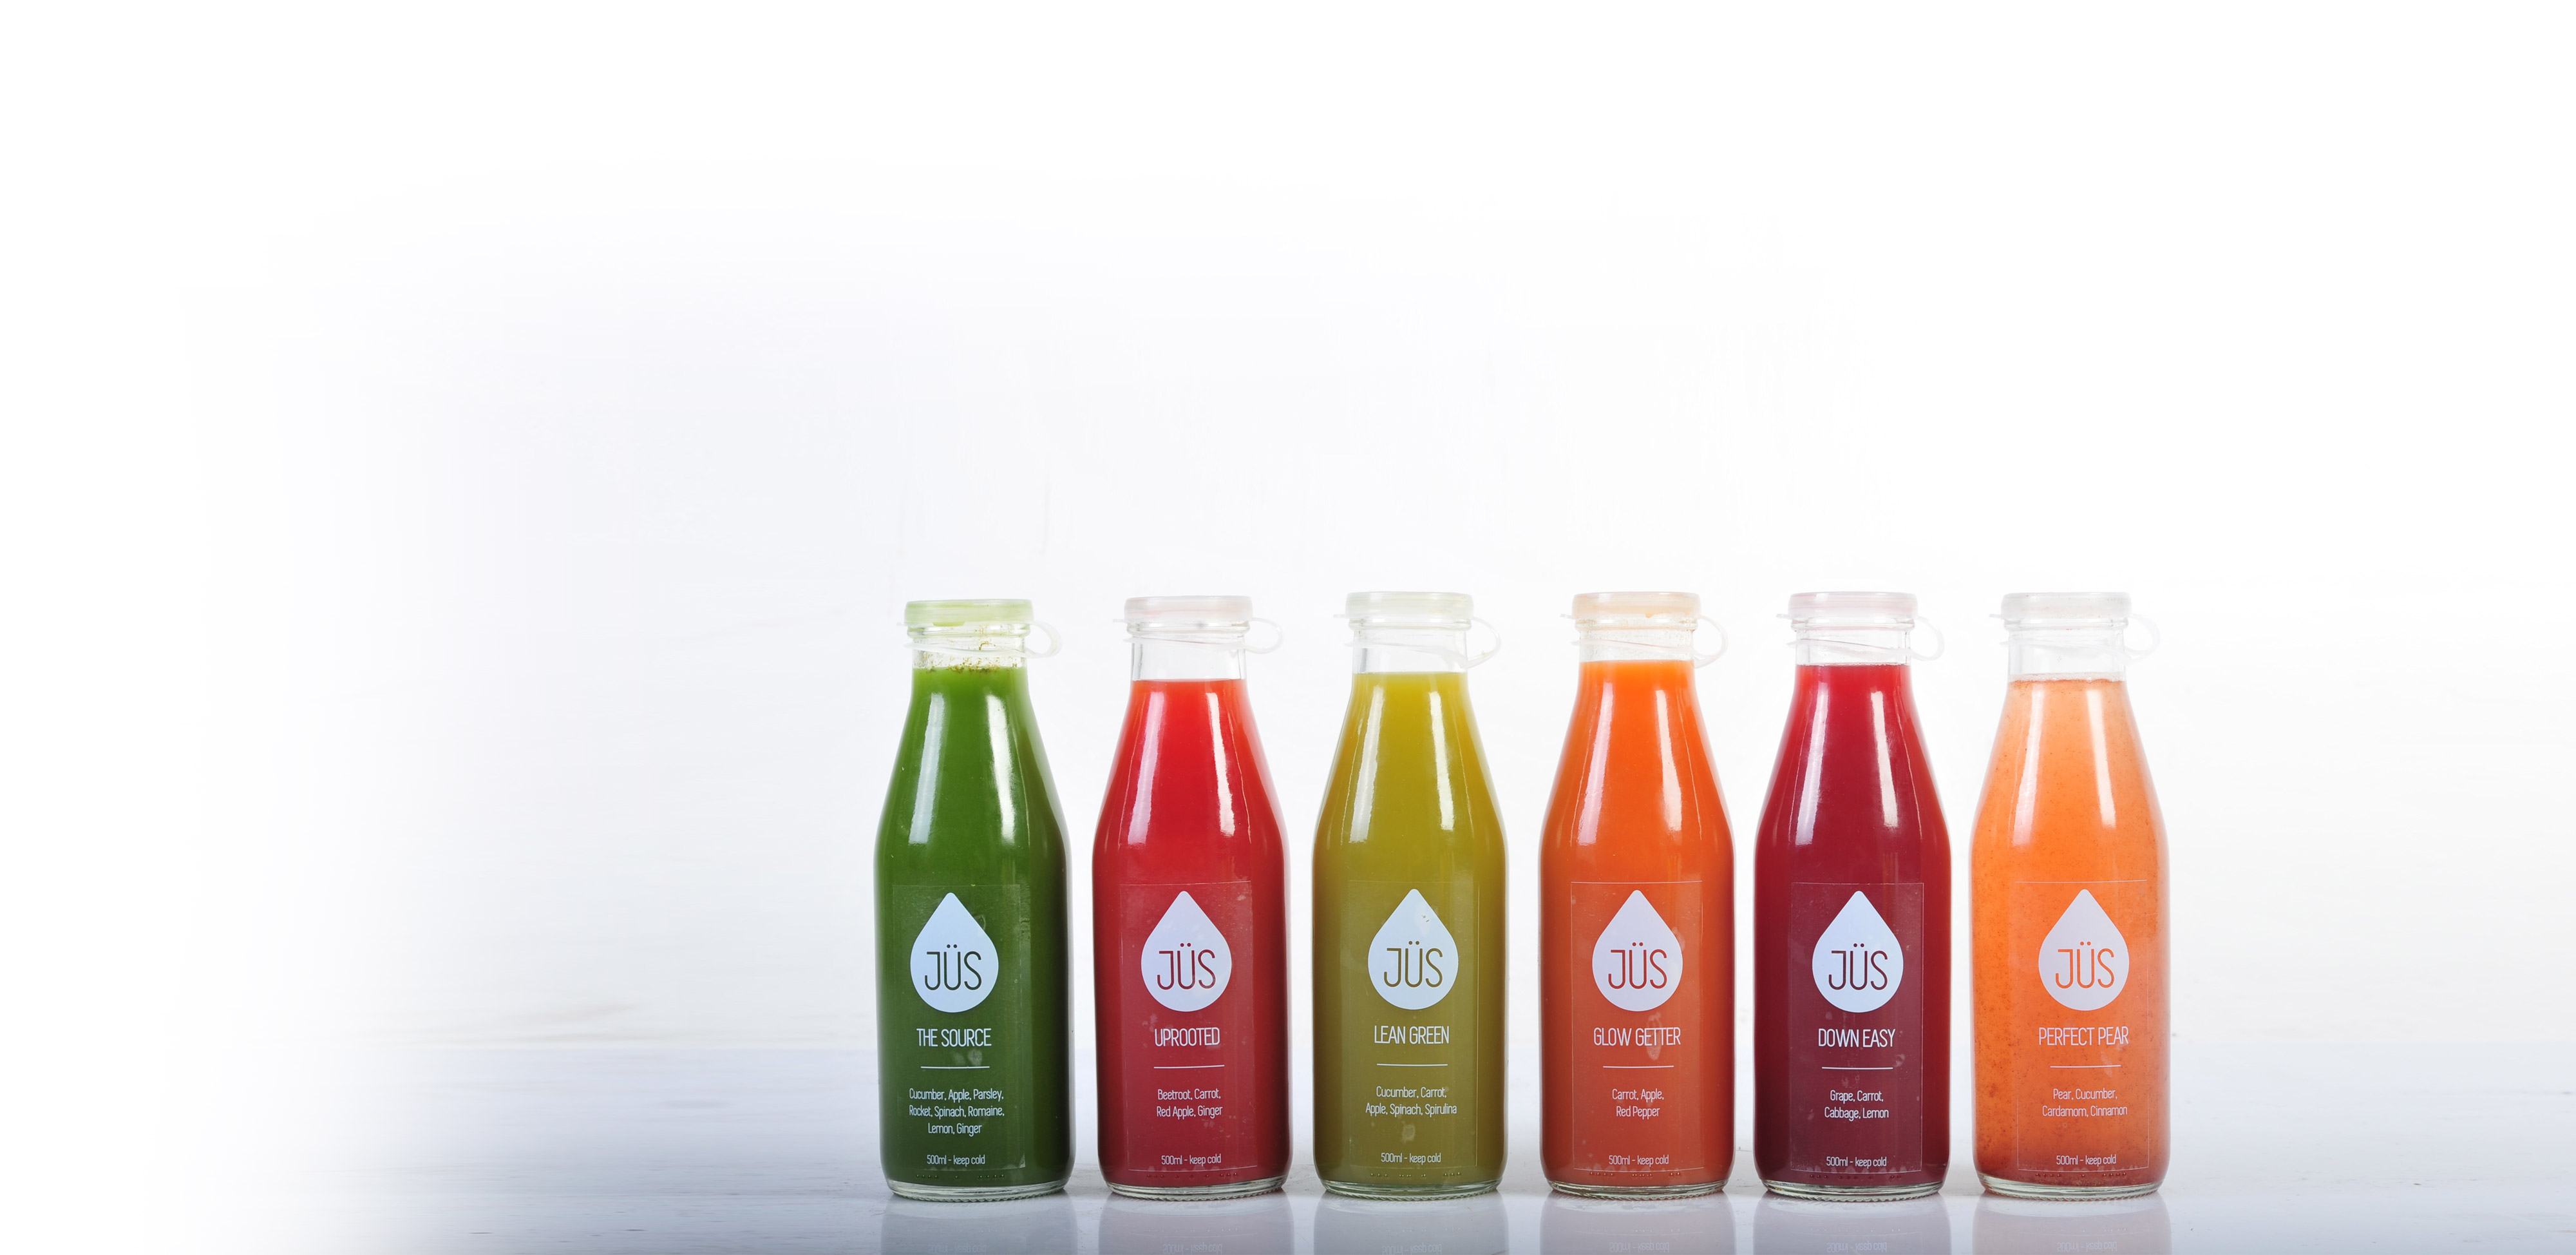 JÜS
THE SOURCE
Cucumber, Apple, Parsley,
Rocket, Spinach, Romaine,
Lemon, Ginger
500ml - keep cold
JÜS
UPROOTED
Beetroot, Carrot,
Red Apple, Ginger
500ml - keep cold
JÜS
LEAN GREEN
Cucumber, Carrot,
Apple, Spinach, Spirulina
500ml - keep cold
JÜS
GLOW GETTER
Carrot, Apple,
Red Pepper
500ml - keep cold
JÜS
DOWN EASY
Grape, Carrot,
Cabbage, Lemon
500ml - keep cold
JÜS
PERFECT PEAR
Pear, Cucumber,
Cardamom, Cinnamon
500ml - keep cold